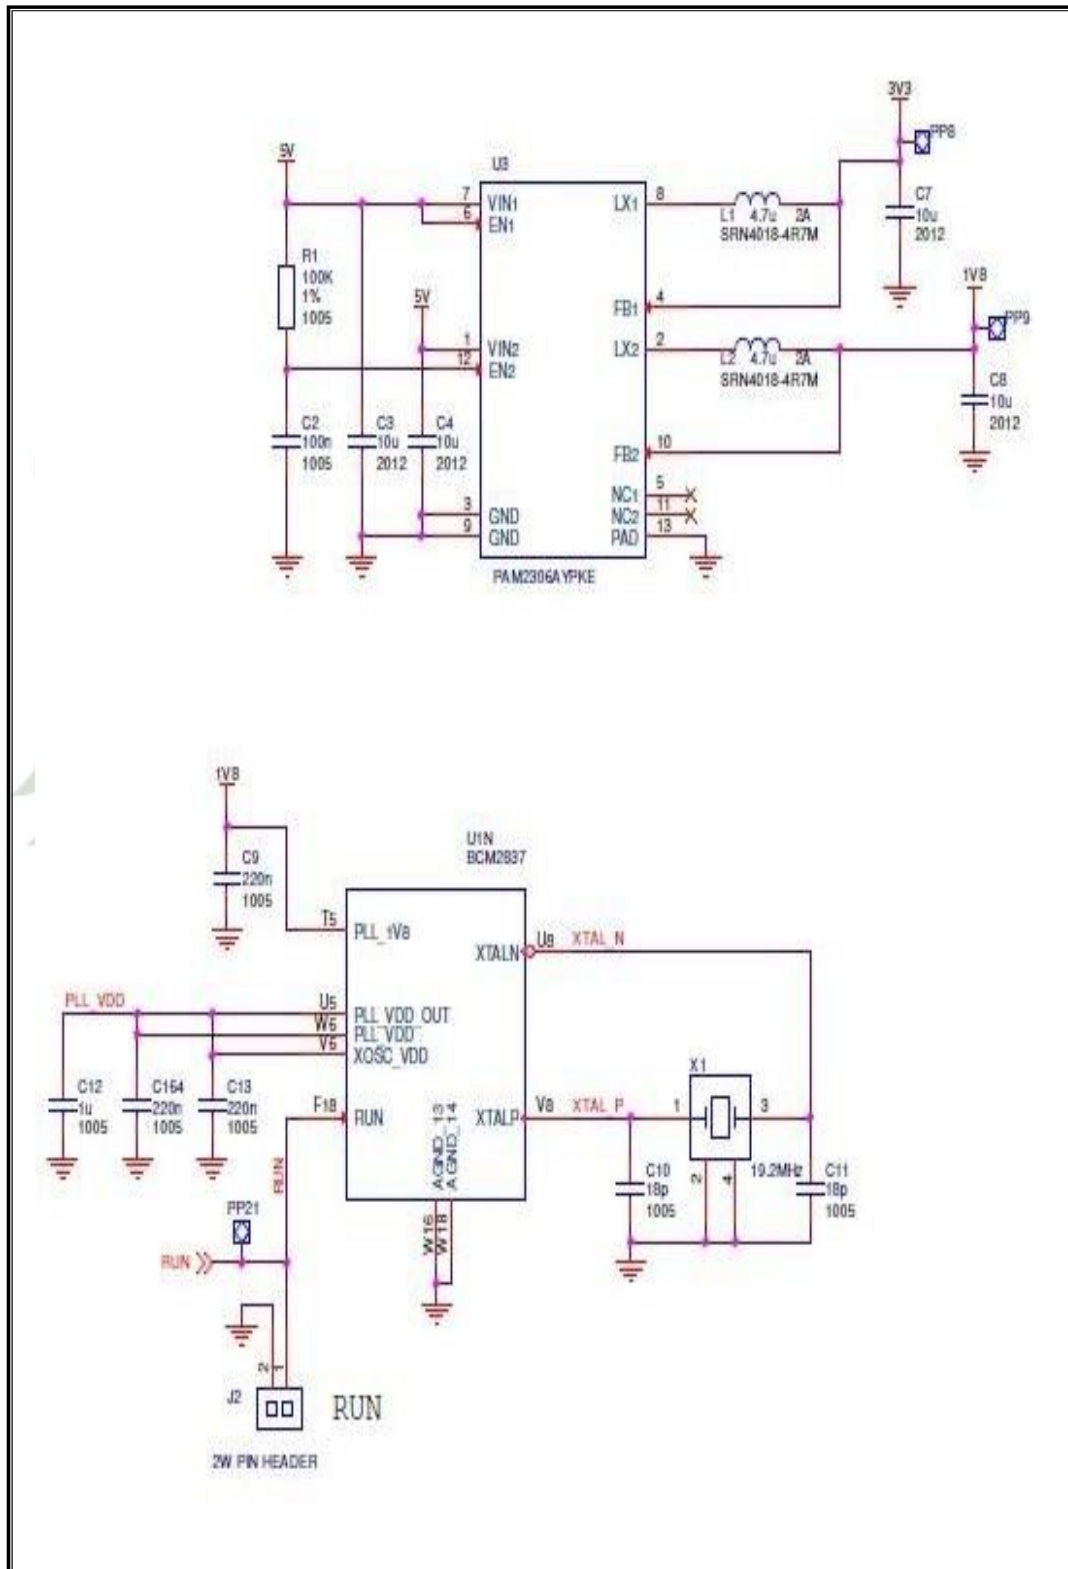 3V3
PP8
5V
U3
7 VIN1 LX1 8
6 EN1
L1 4.7u 2A
SRN4018-4R7M
C7
10u
2012
R1
100K
1%
1005
5V
1V8
FB1 4
PP9
1 VIN2 LX2 2
12 EN2
L2 4.7u 2A
SRN4018-4R7M
C8
10u
2012
C2
100n
1005
C3
10u
2012
C4
10u
2012
FB2 10
NC1 5
NC2 11
3 GND
9 GND
PAD 13
PAM2306AYPKE
1V8
U1N
BCM2837
C9
220n
1005
T5 PLL_1V8
XTALN U8 XTAL_N
PLL_VDD
U5 PLL_VDD_OUT
W6 PLL_VDD
V6 XOSC_VDD
C12
1u
1005
C164
220n
1005
C13
220n
1005
F18 RUN
XTALP V8 XTAL_P
X1
1 3
2 4
19.2MHz
AGND_13
AGND_14
W16
W18
C10
18p
1005
C11
18p
1005
RUN
PP21
RUN
2 1
J2
RUN
2W PIN HEADER